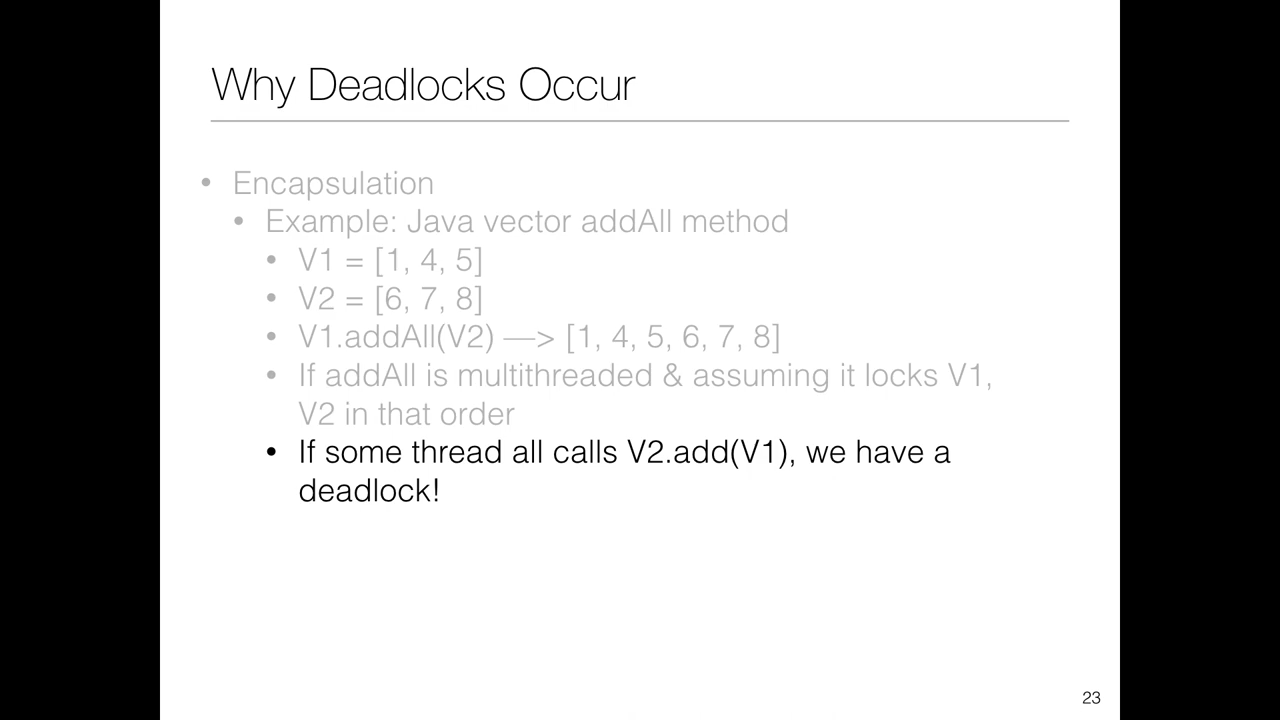 Why Deadlocks Occur
• Encapsulation
• Example: Java vector addAll method
• V1 = [1, 4, 5]
• V2 = [6, 7, 8]
• V1.addAll(V2) —> [1, 4, 5, 6, 7, 8]
• If addAll is multithreaded & assuming it locks V1,
V2 in that order
• If some thread all calls V2.add(V1), we have a
deadlock!
23